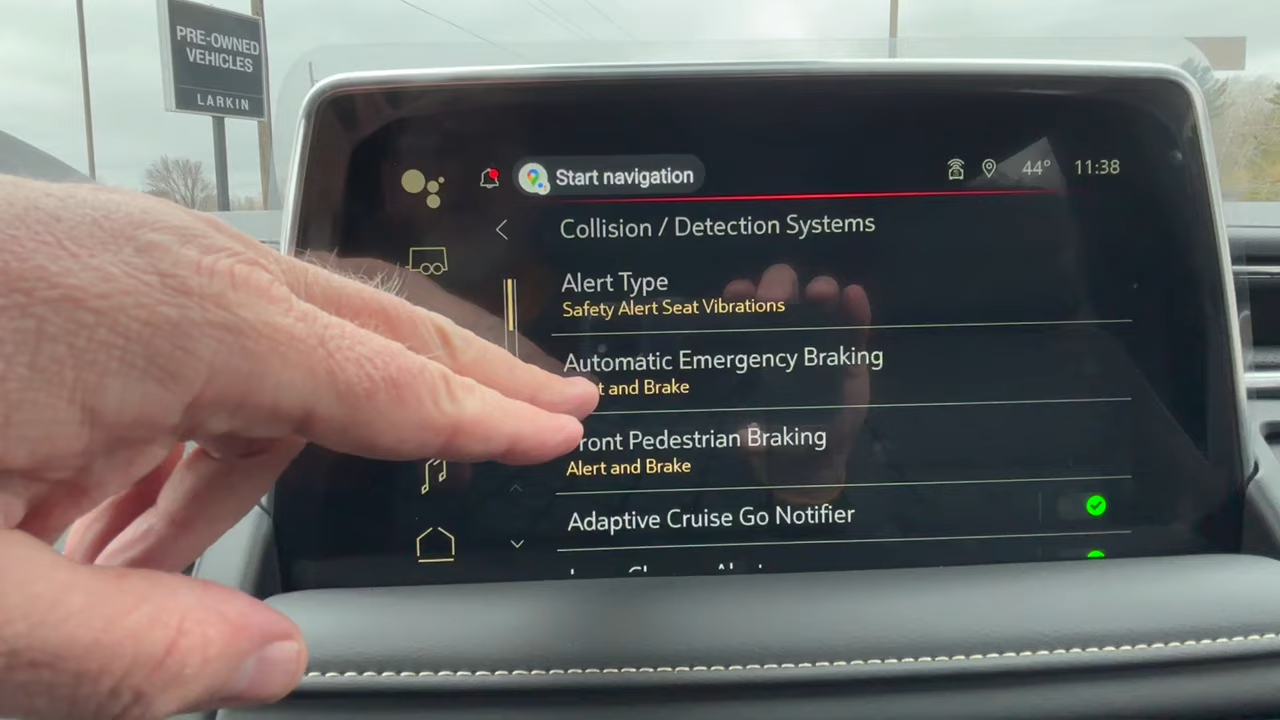 PRE-OWNED
VEHICLES
LARKIN
Start navigation
44°
11:38
Collision / Detection Systems
Alert Type
Safety Alert Seat Vibrations
Automatic Emergency Braking
and Brake
Pedestrian Braking
Alert and Brake
Adaptive Cruise Go Notifier